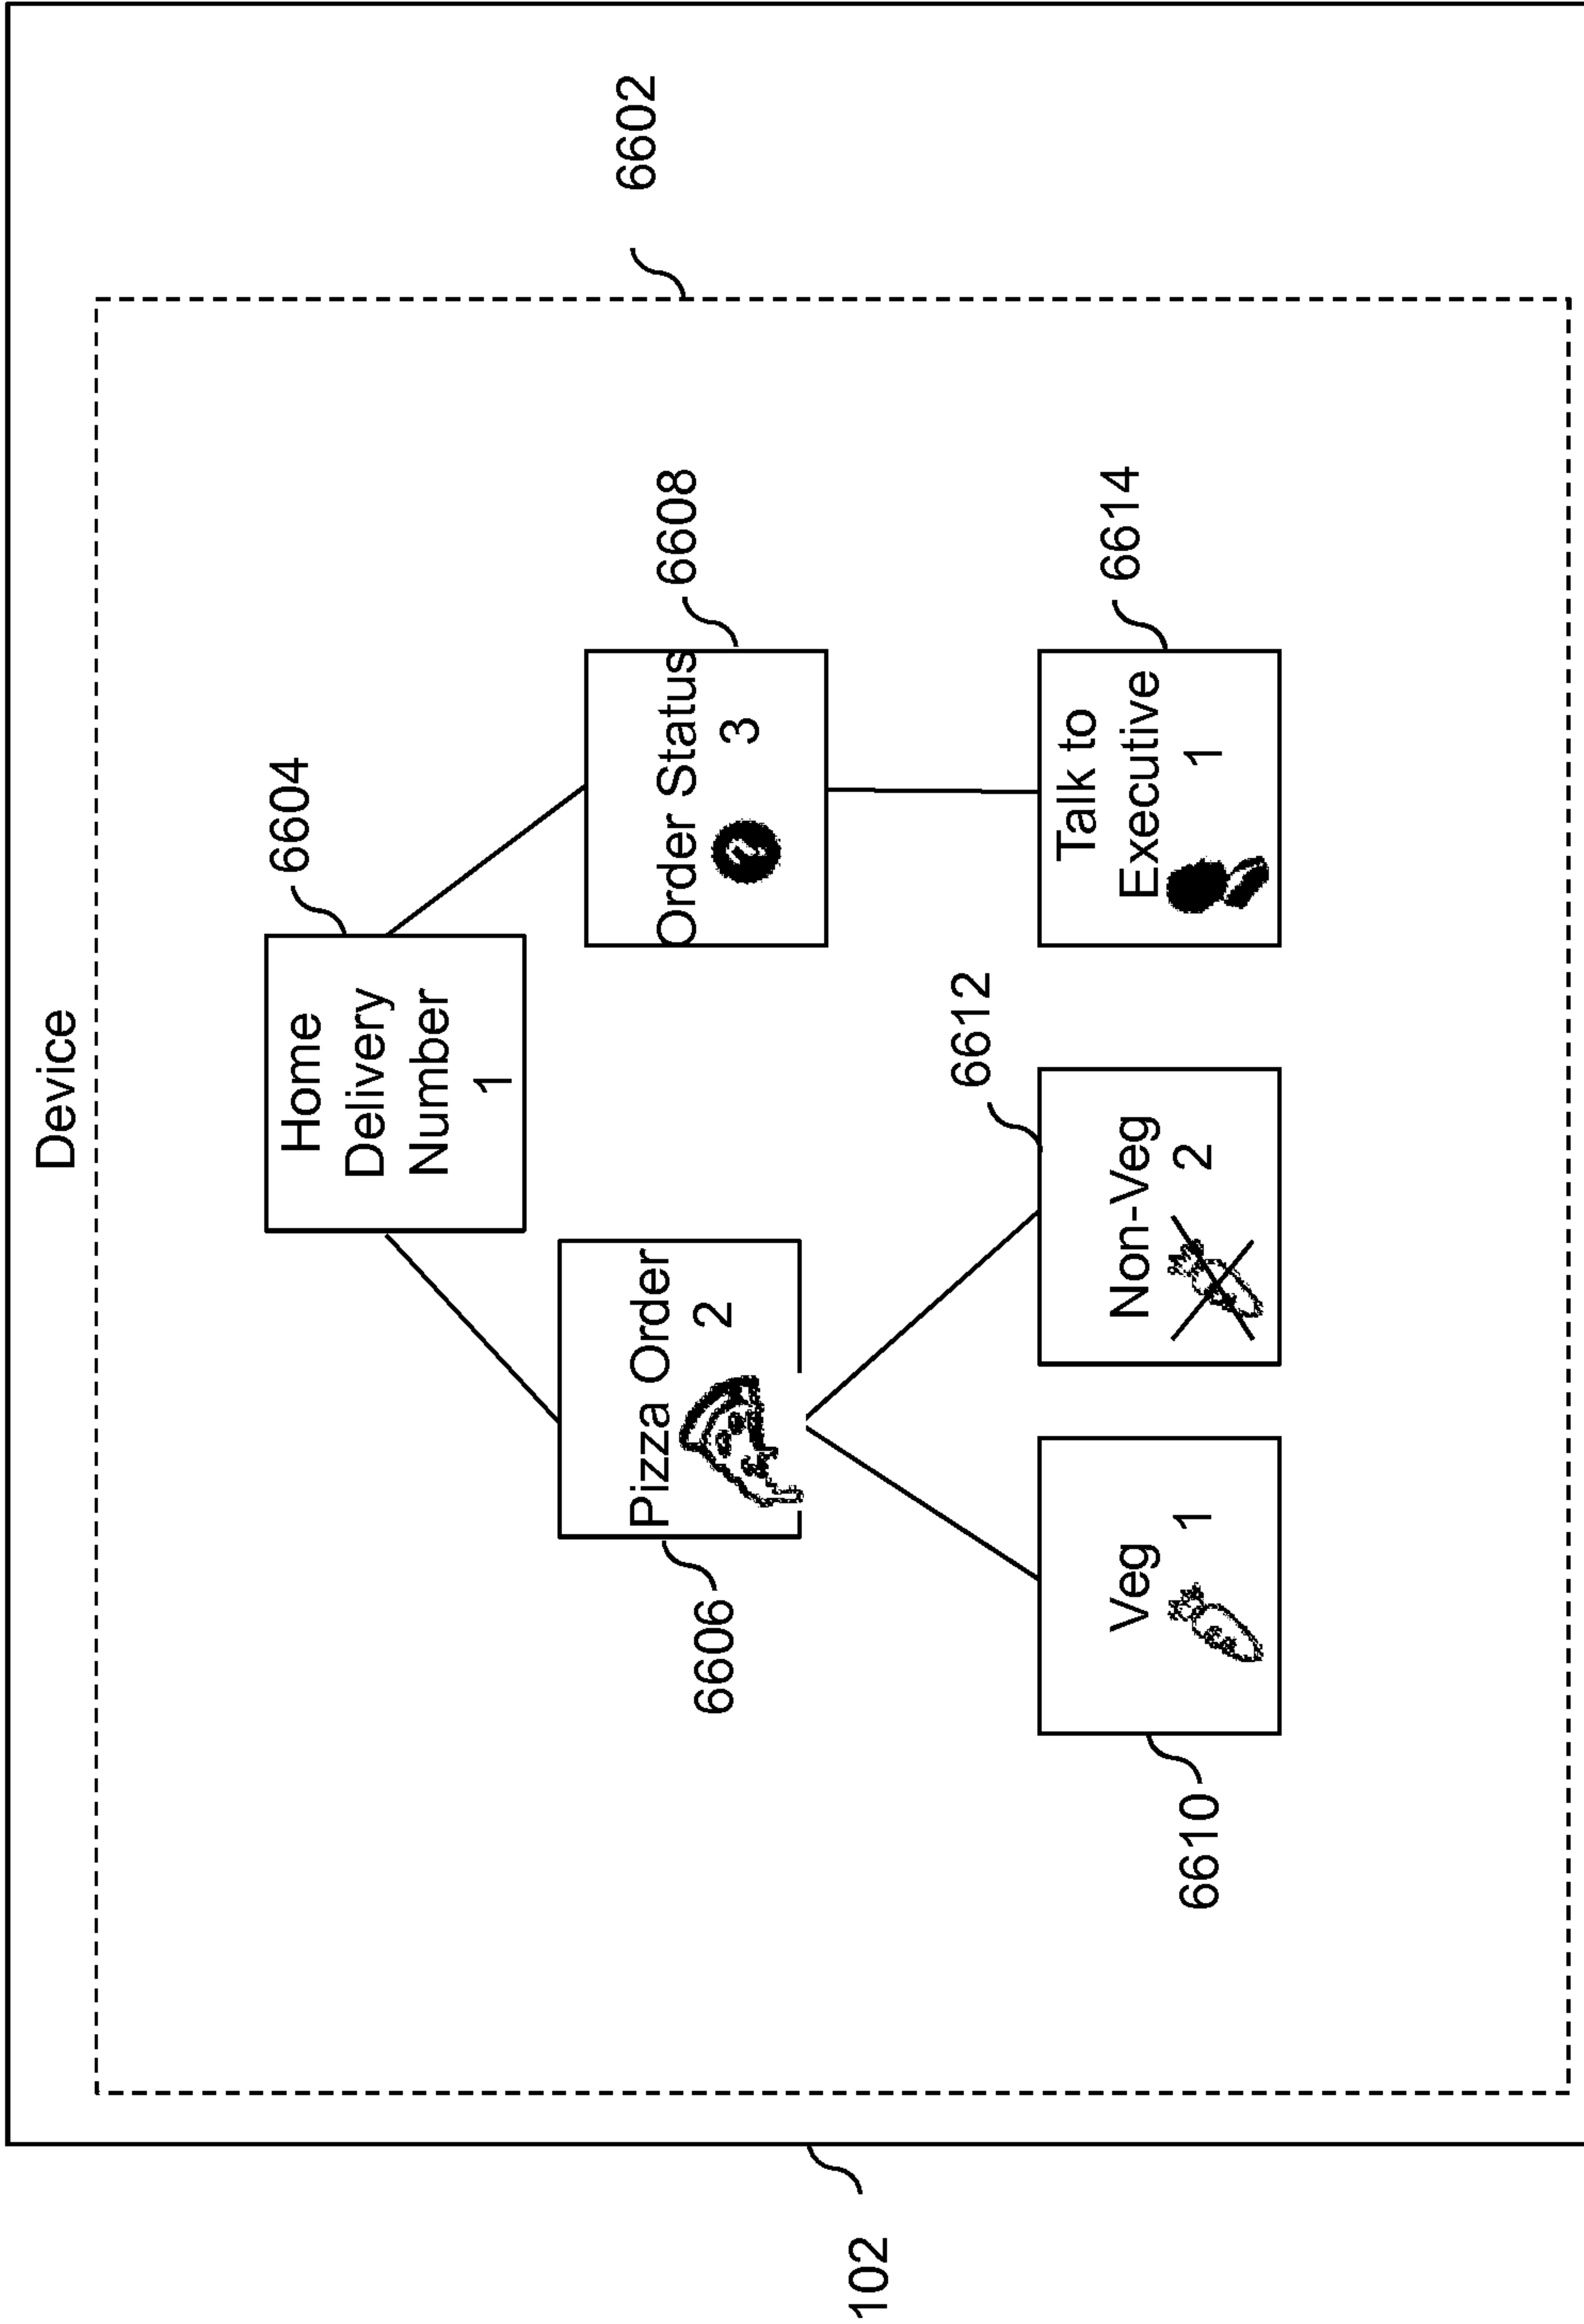 Device
6602
6604
Home
Delivery
Number
1
6606
Pizza Order
2
Order Status
3
6608
6610
Veg
1
6612
Non-Veg
2
Talk to
Executive
1
6614
102